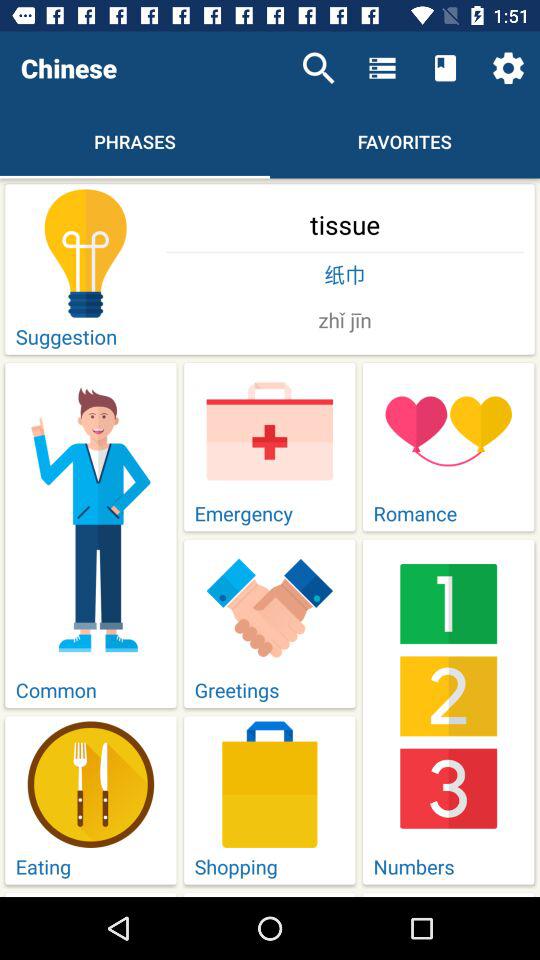 1:51
Chinese
PHRASES
FAVORITES
tissue
纸巾
zhǐ jīn
Suggestion
Emergency
Romance
Common
Greetings
1
2
3
Eating
Shopping
Numbers